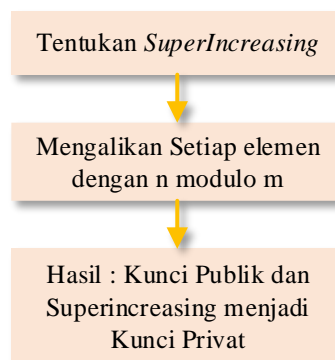 Tentukan SuperIncreasing
Mengalikan Setiap elemen
dengan n modulo m
Hasil : Kunci Publik dan
Superincreasing menjadi
Kunci Privat